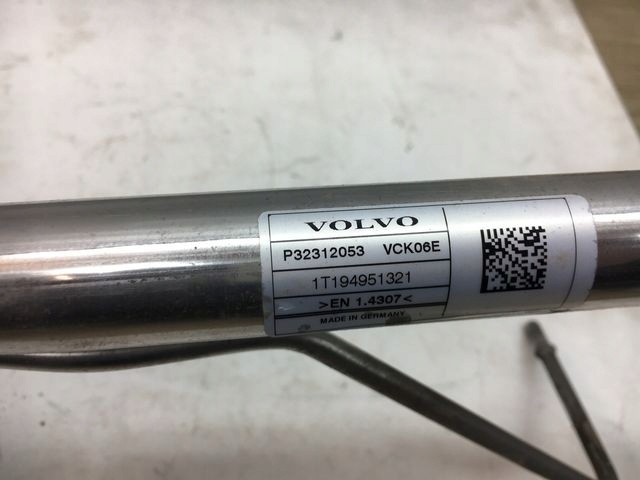 VOLVO
P32312053 VCK06E
1T194951321
>EN 1.4307<
MADE IN GERMANY